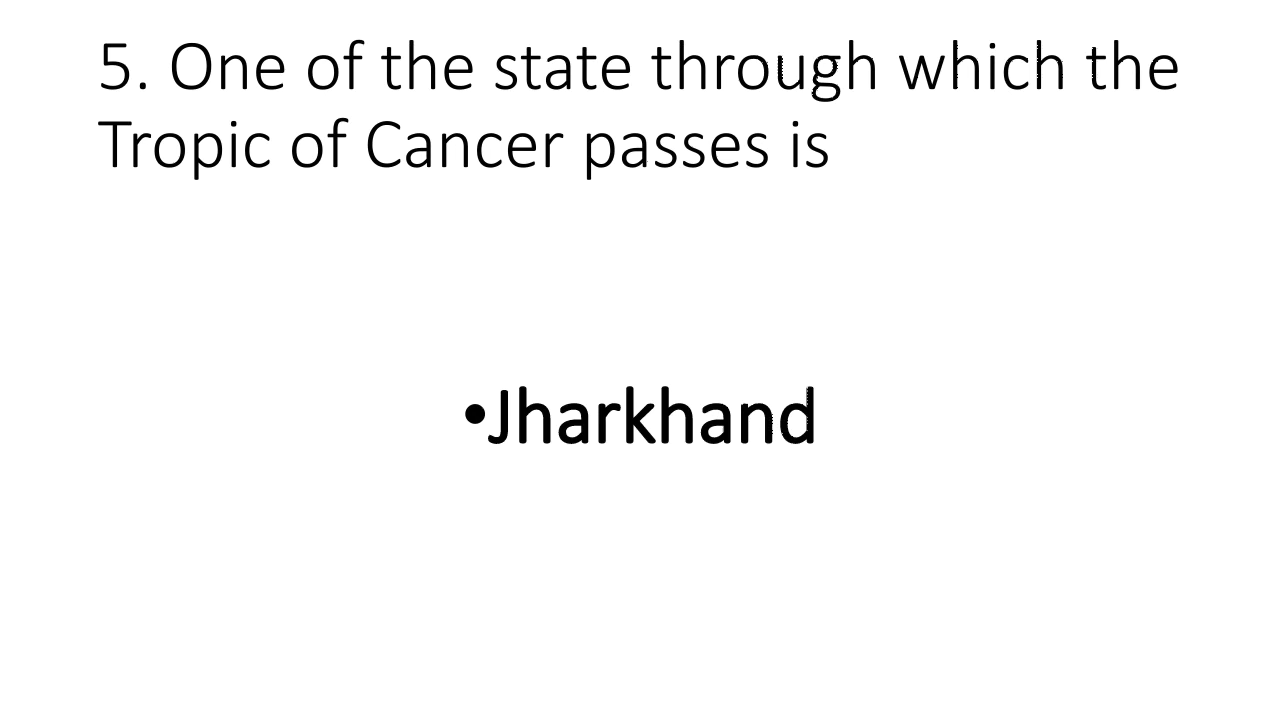 5. One of the state through which the
Tropic of Cancer passes is
•Jharkhand